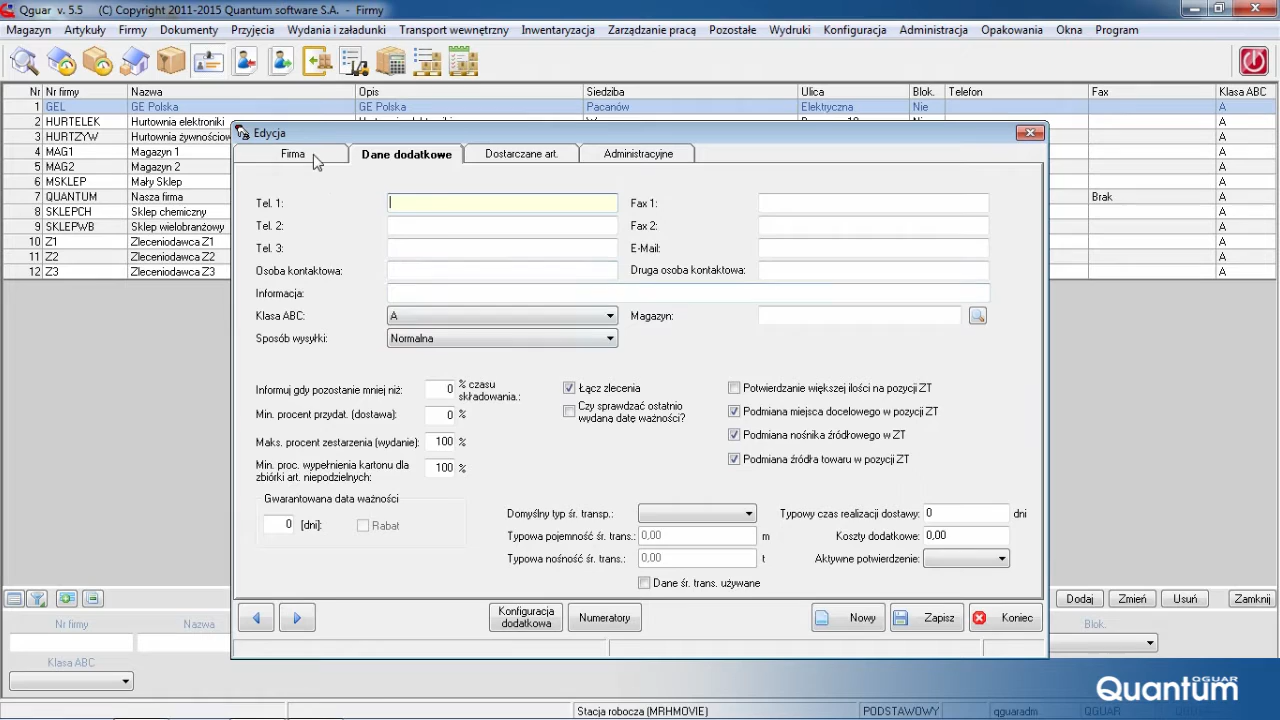 Qguar v. 5.5 (C) Copyright 2011-2015 Quantum software S.A. - Firmy
Magazyn Artykuły Firmy Dokumenty Przyjęcia Wydania i załadunki Transport wewnętrzny Inwentaryzacja Zarządzanie pracą Pozostałe Wydruki Konfiguracja Administracja Opakowania Okna Program
Nr Nr firmy Nazwa Opis Siedziba Ulica Blok. Telefon Fax Klasa ABC
1 GEL GE Polska GE Polska Pacanów Elektryczna Nie A
2 HURTELEK Hurtownia elektroniki A
3 HURTZYW Hurtownia żywnościow A
4 MAG1 Magazyn 1 A
5 MAG2 Magazyn 2 A
6 MSKLEP Mały Sklep A
7 QUANTUM Nasza firma Brak A
8 SKLEPCH Sklep chemiczny A
9 SKLEPWB Sklep wielobranżowy A
10 Z1 Zleceniodawca Z1 A
11 Z2 Zleceniodawca Z2 A
12 Z3 Zleceniodawca Z3 A
Edycja
Firma Dane dodatkowe Dostarczane art. Administracyjne
Tel. 1: Fax 1:
Tel. 2: Fax 2:
Tel. 3: E-Mail:
Osoba kontaktowa: Druga osoba kontaktowa:
Informacja:
Klasa ABC: A Magazyn:
Sposób wysyłki: Normalna
Informuj gdy pozostanie mniej niż: 0 % czasu składowania.:
Łącz zlecenia
Potwierdzanie większej ilości na pozycji ZT
Min. procent przydat. (dostawa): 0 %
Czy sprawdzać ostatnio wydaną datę ważności?
Podmiana miejsca docelowego w pozycji ZT
Maks. procent zestarzenia (wydanie): 100 %
Podmiana nośnika źródłowego w ZT
Min. proc. wypełnienia kartonu dla zbiórki art. niepodzielnych: 100 %
Podmiana źródła towaru w pozycji ZT
Gwarantowana data ważności
0 [dni]: Rabat
Domyślny typ śr. transp.: Typowy czas realizacji dostawy: 0 dni
Typowa pojemność śr. trans.: 0,00 m Koszty dodatkowe: 0,00
Typowa nośność śr. trans.: 0,00 t Aktywne potwierdzenie:
Dane śr. trans. używane
Konfiguracja dodatkowa Numeratory Nowy Zapisz Koniec
Dodaj Zmień Usuń Zamknij
Nr firmy Nazwa Blok.
Klasa ABC
QGUAR
Quantum
Stacja robocza (MRHMOVIE) PODSTAWOWY qguaradm QGUAR